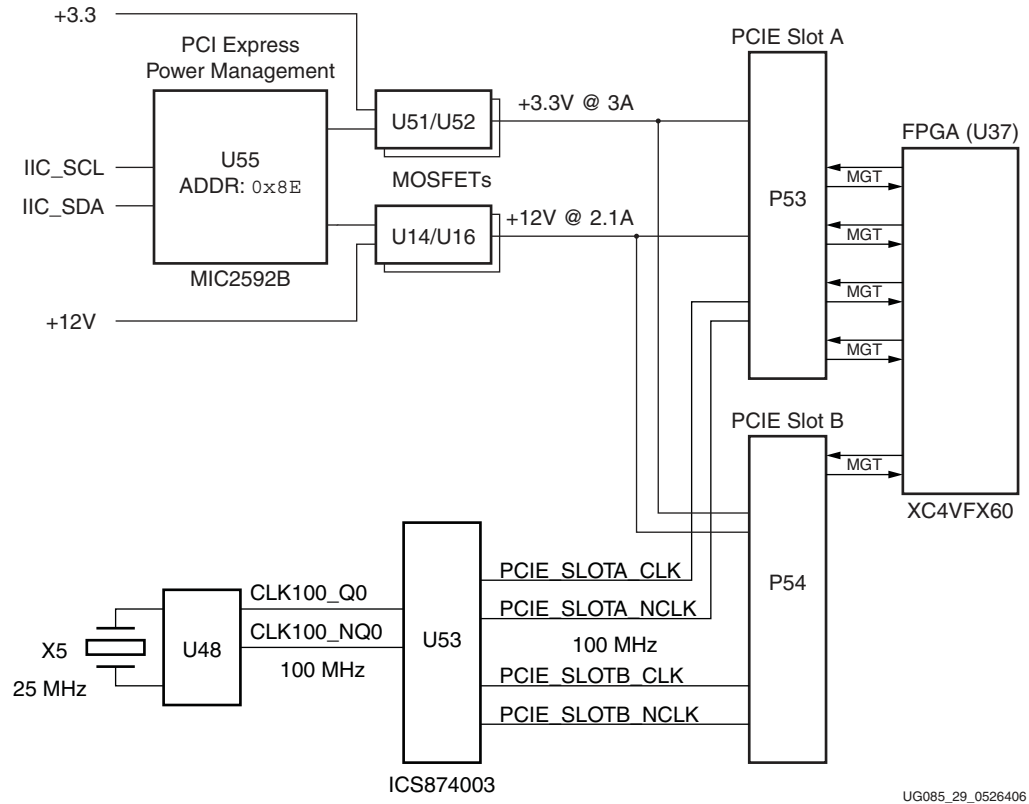 +3.3
PCI Express
Power Management
PCIE Slot A
U51/U52
+3.3V @ 3A
FPGA (U37)
IIC_SCL
IIC_SDA
U55
ADDR: 0x8E
MOSFETs
P53
MGT
MGT
MGT
MGT
U14/U16
+12V @ 2.1A
MIC2592B
+12V
PCIE Slot B
MGT
XC4VFX60
P54
PCIE_SLOTA_CLK
PCIE_SLOTA_NCLK
100 MHz
PCIE_SLOTB_CLK
PCIE_SLOTB_NCLK
CLK100_Q0
CLK100_NQ0
100 MHz
X5
25 MHz
U48
U53
ICS874003
UG085_29_0526406